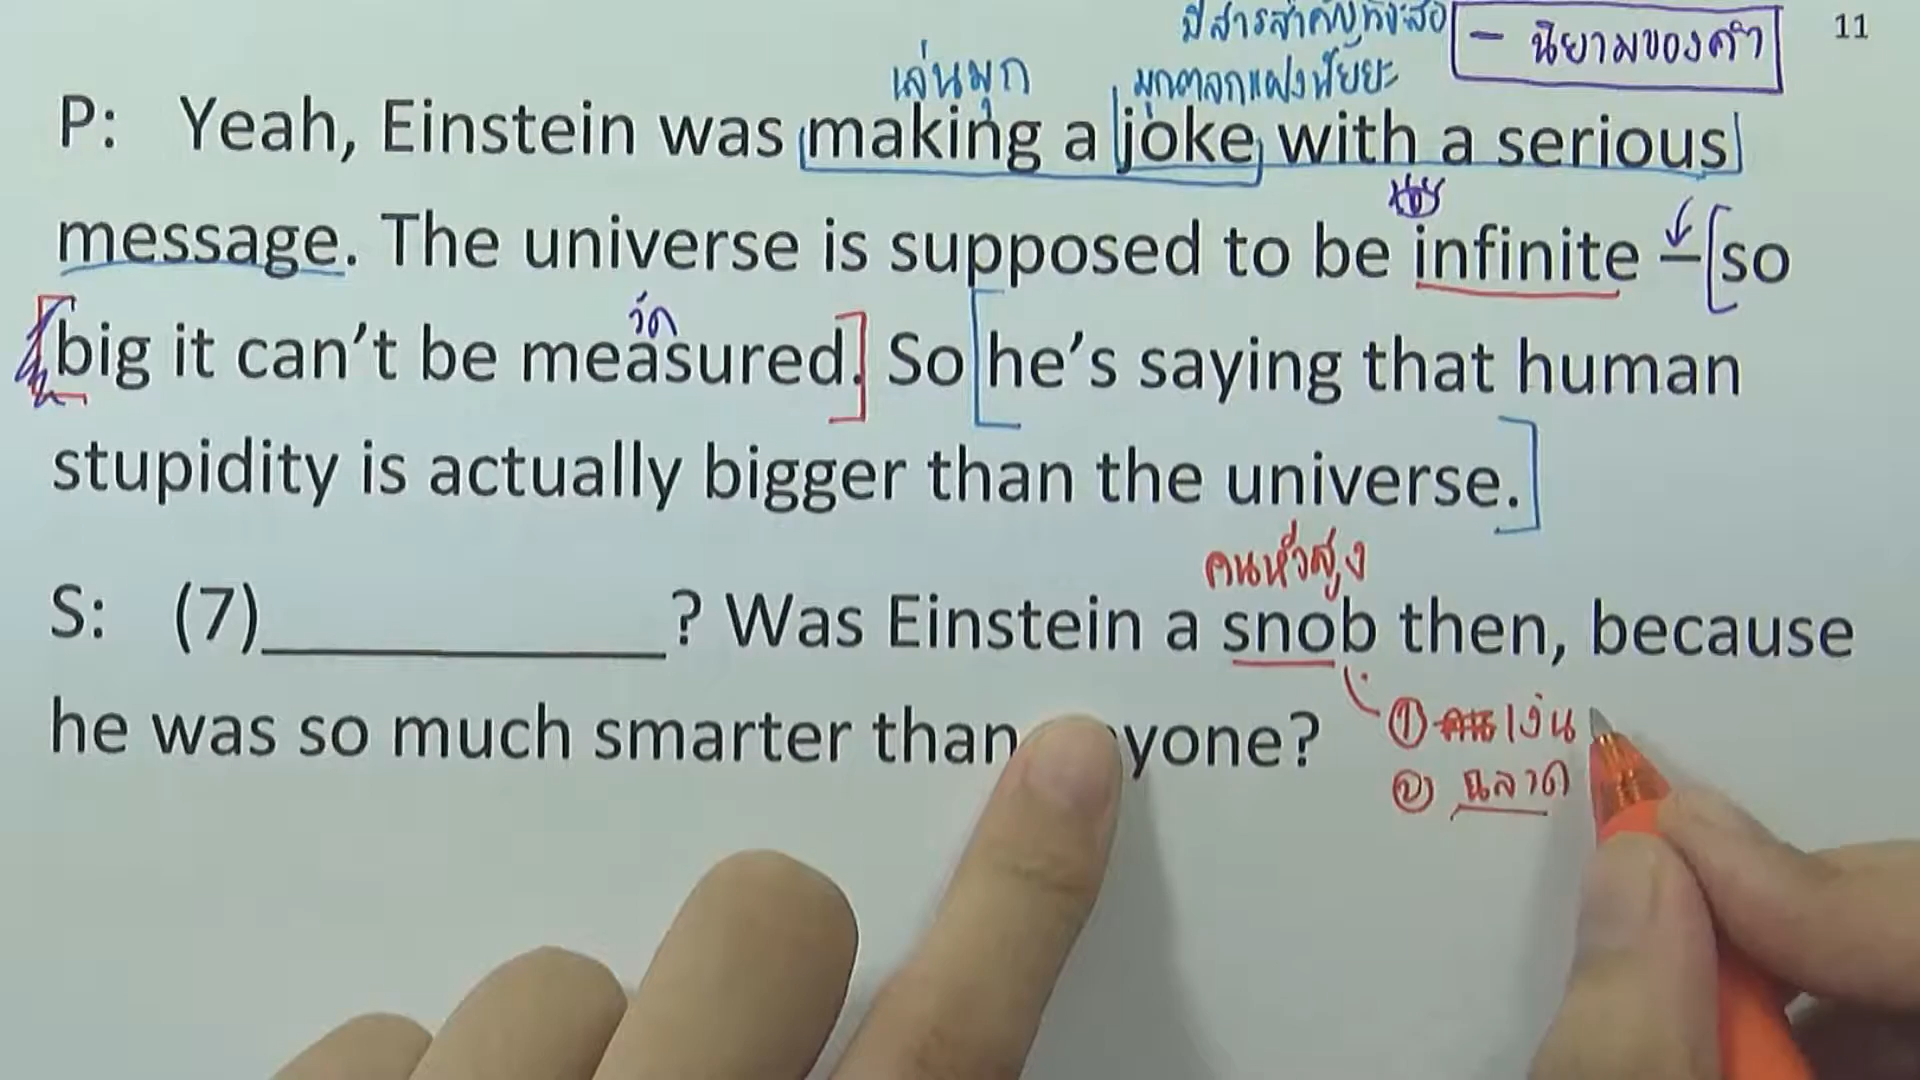 มีสารสำคัญที่จะสื่อ
– นิยามของคำ
11
เล่นมุก
มุกตลกแฝงนัยยะ
P: Yeah, Einstein was making a joke with a serious
message. The universe is supposed to be infinite – so
วัด
big it can’t be measured. So he’s saying that human
stupidity is actually bigger than the universe.
คนหัวสูง
S: (7)____________? Was Einstein a snob then, because
he was so much smarter than yone?
① เงิน
② ฉลาด